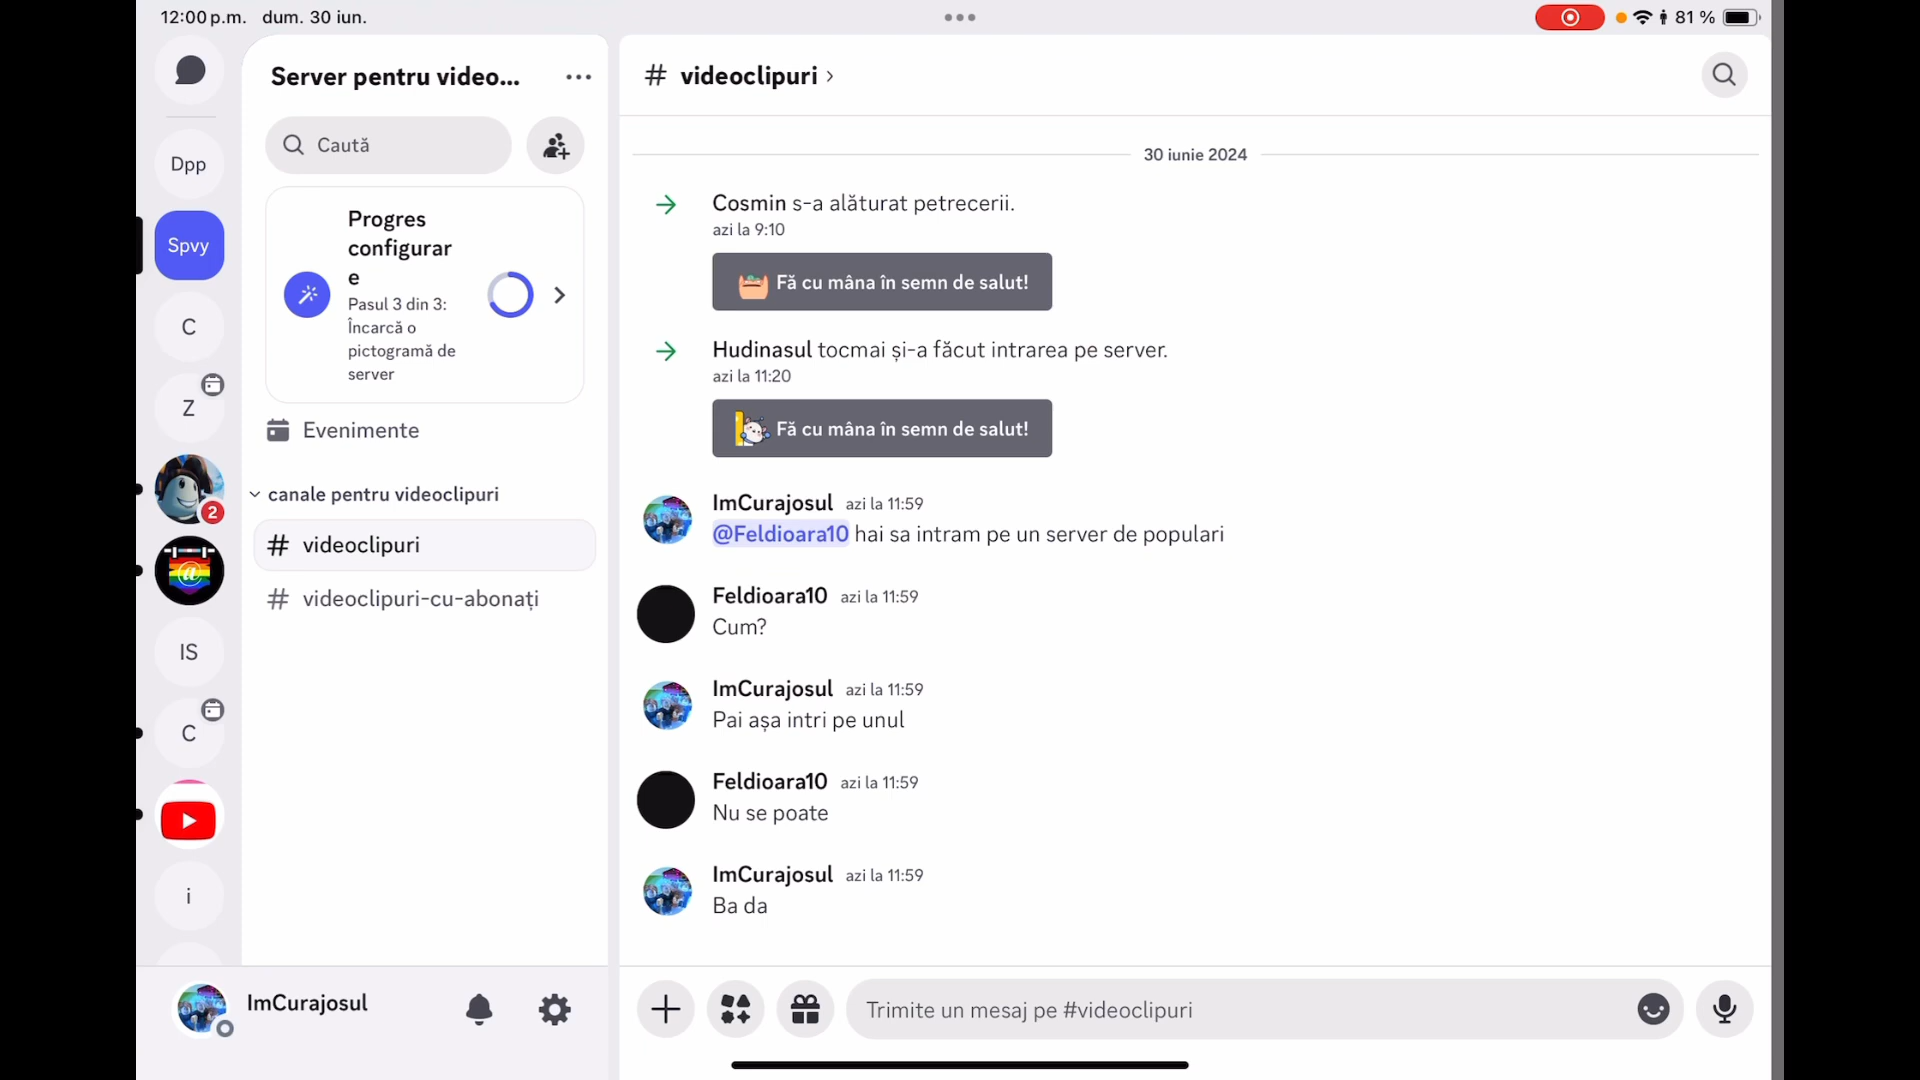 12:00 p.m. dum. 30 iun.
81 %
Dpp
Spvy
C
Z
2
@
IS
C
i
Server pentru video...
Caută
Progres
configurar
e
Pasul 3 din 3:
Încarcă o
pictogramă de
server
Evenimente
canale pentru videoclipuri
# videoclipuri
# videoclipuri-cu-abonați
ImCurajosul
# videoclipuri
30 iunie 2024
Cosmin s-a alăturat petrecerii.
azi la 9:10
Fă cu mâna în semn de salut!
Hudinasul tocmai și-a făcut intrarea pe server.
azi la 11:20
Fă cu mâna în semn de salut!
ImCurajosul azi la 11:59
@Feldioara10 hai sa intram pe un server de populari
Feldioara10 azi la 11:59
Cum?
ImCurajosul azi la 11:59
Pai așa intri pe unul
Feldioara10 azi la 11:59
Nu se poate
ImCurajosul azi la 11:59
Ba da
Trimite un mesaj pe #videoclipuri